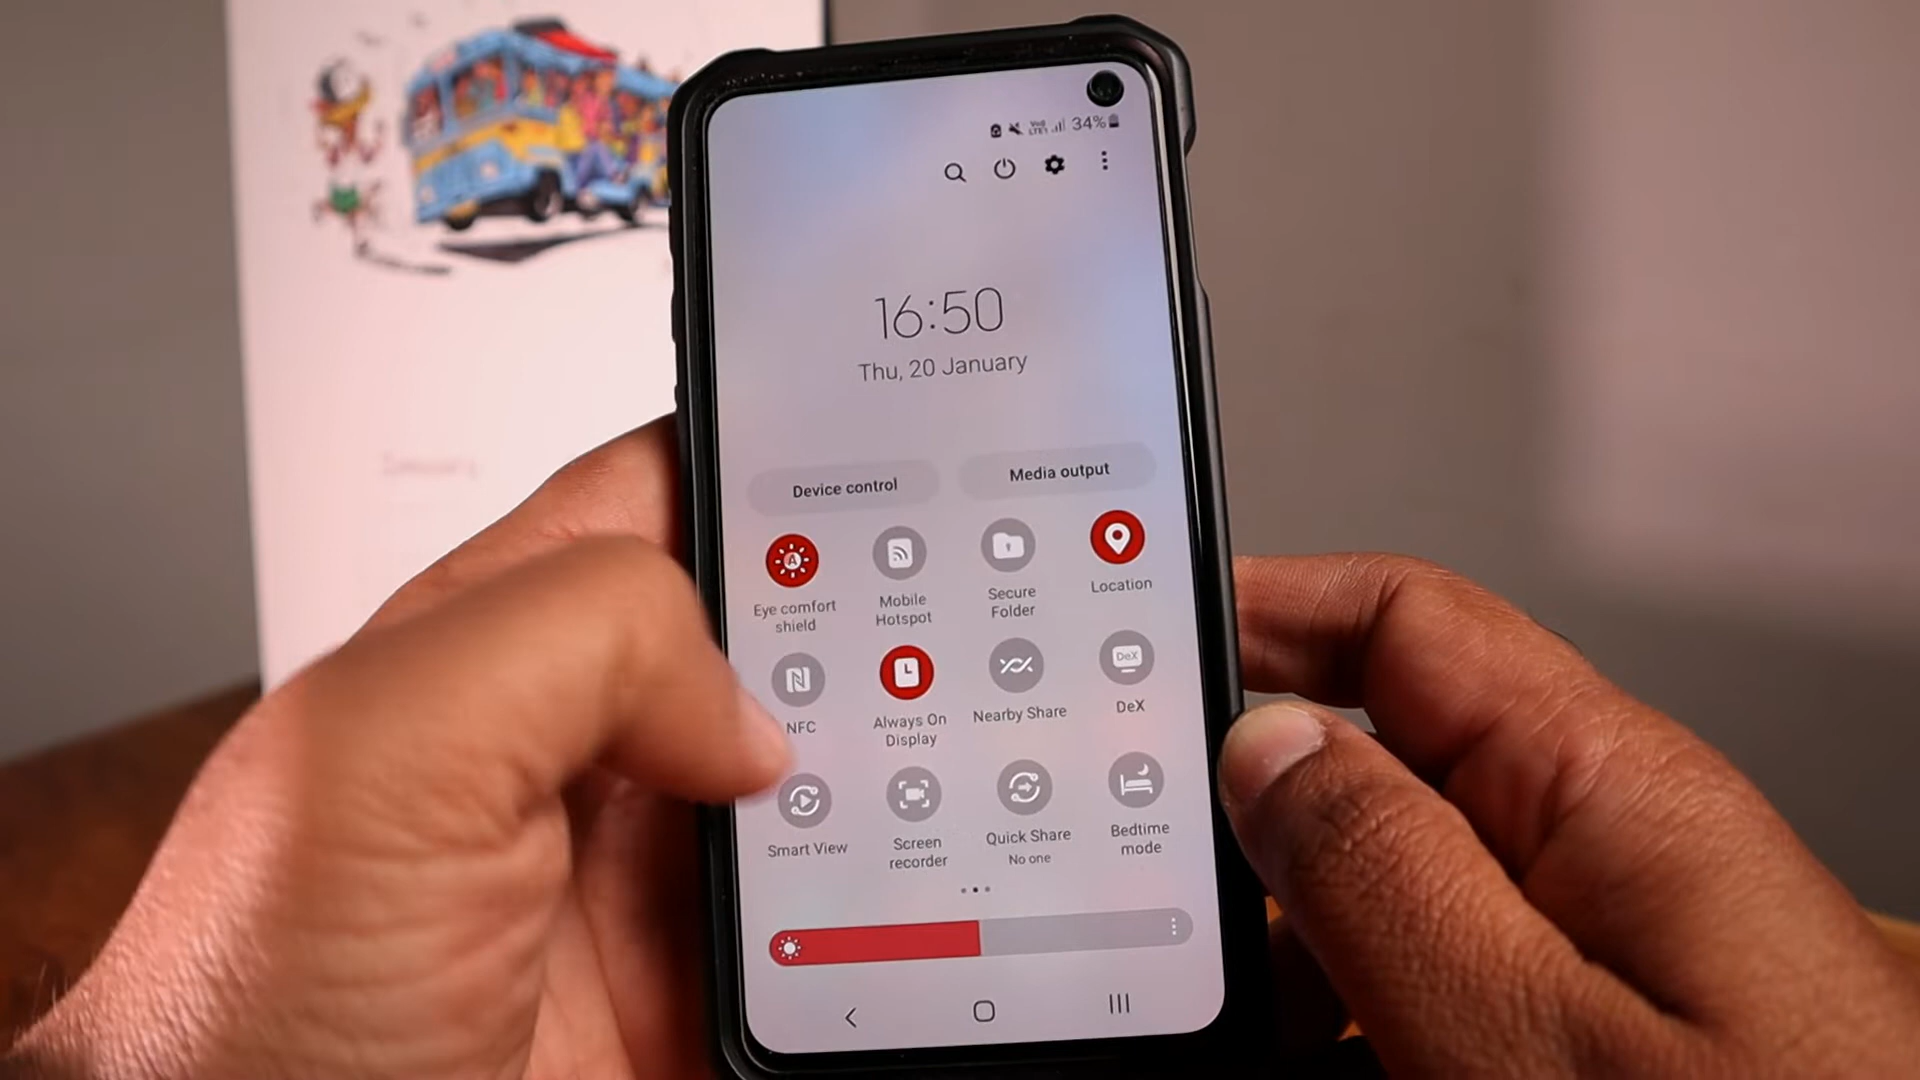 34%
16:50
Thu, 20 January
Device control
Media output
A
Eye comfort
shield
Mobile
Hotspot
Secure
Folder
Location
NFC
Always On
Display
Nearby Share
DeX
DeX
Smart View
Screen
recorder
Quick Share
No one
Bedtime
mode